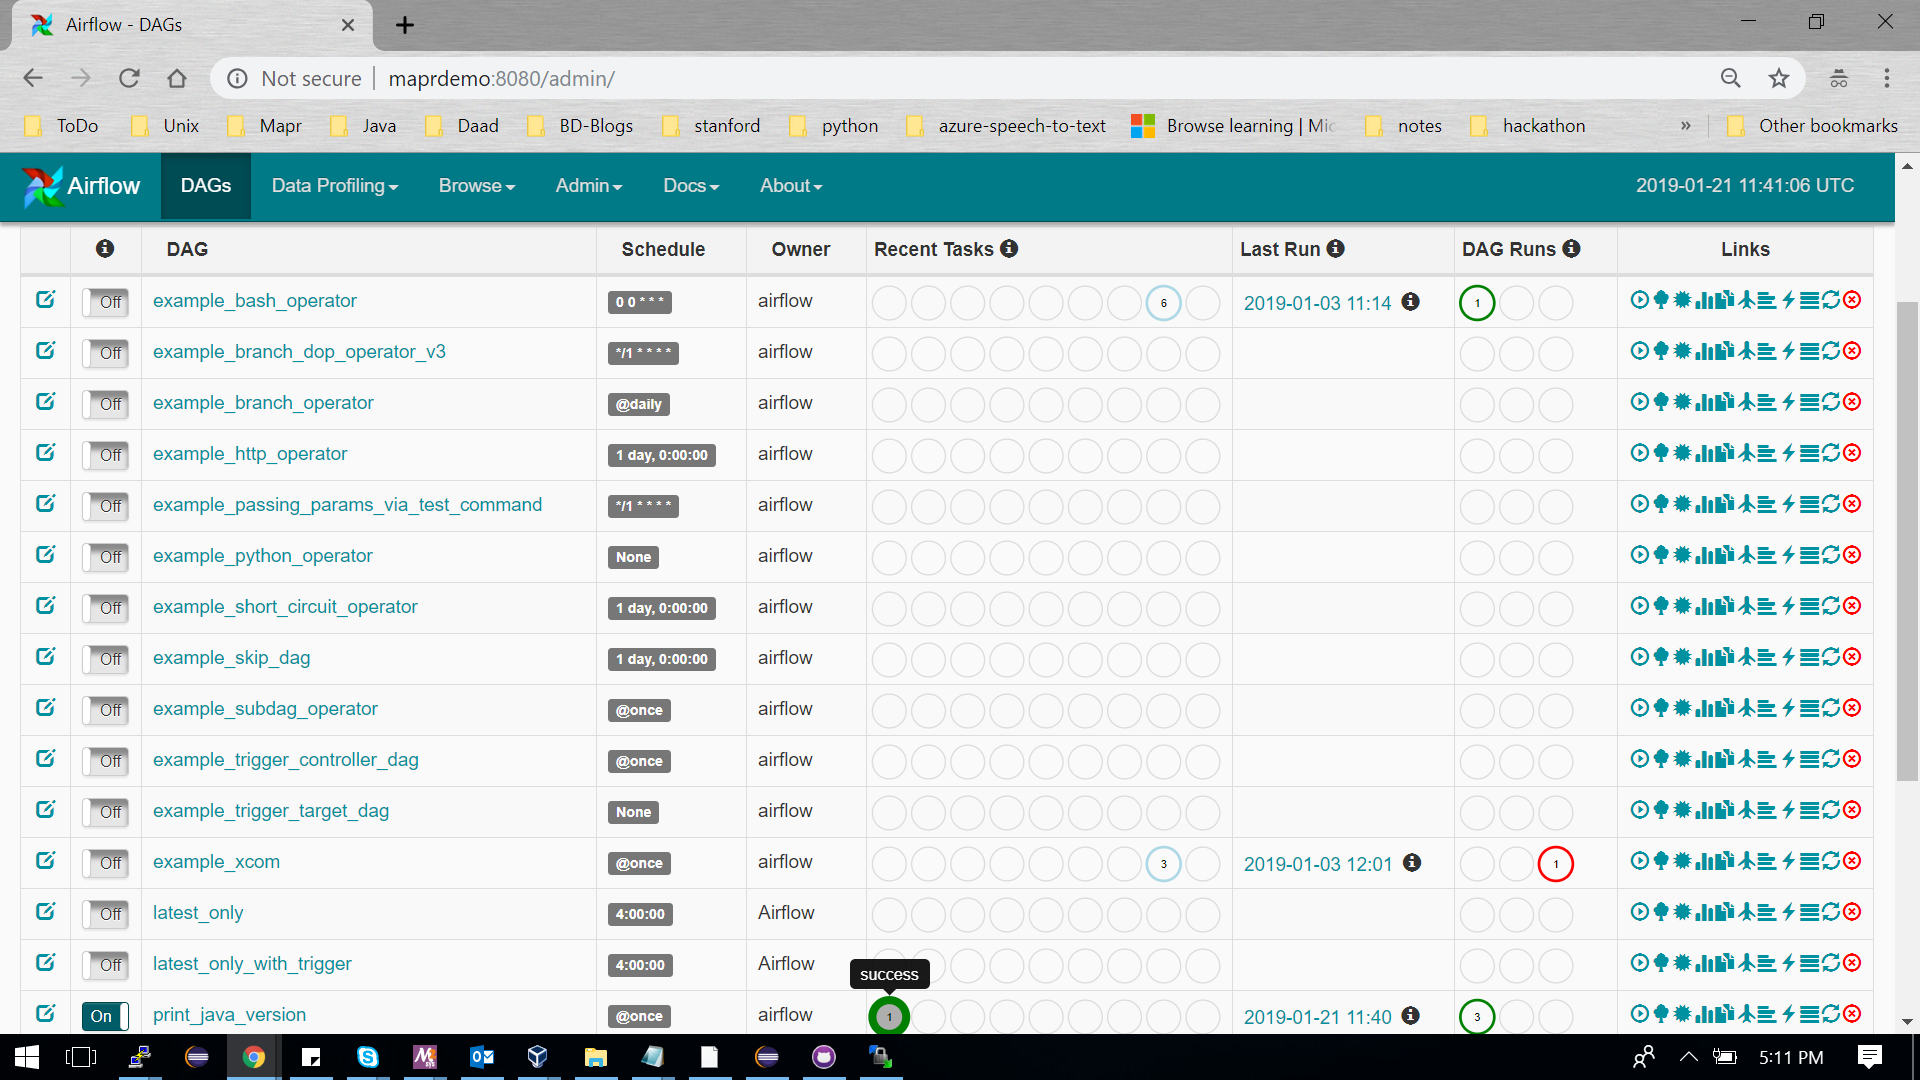 Airflow - DAGs
Not secure maprdemo:8080/admin/
ToDo Unix Mapr Java Daad BD-Blogs stanford python azure-speech-to-text Browse learning | Mic notes hackathon » Other bookmarks
Airflow DAGs Data Profiling Browse Admin Docs About 2019-01-21 11:41:06 UTC
DAG Schedule Owner Recent Tasks Last Run DAG Runs Links
Off example_bash_operator 0 0 * * * airflow 6 2019-01-03 11:14 1
Off example_branch_dop_operator_v3 */1 * * * * airflow
Off example_branch_operator @daily airflow
Off example_http_operator 1 day, 0:00:00 airflow
Off example_passing_params_via_test_command */1 * * * * airflow
Off example_python_operator None airflow
Off example_short_circuit_operator 1 day, 0:00:00 airflow
Off example_skip_dag 1 day, 0:00:00 airflow
Off example_subdag_operator @once airflow
Off example_trigger_controller_dag @once airflow
Off example_trigger_target_dag None airflow
Off example_xcom @once airflow 3 2019-01-03 12:01 1
Off latest_only 4:00:00 Airflow
Off latest_only_with_trigger 4:00:00 Airflow
success
On print_java_version @once airflow 1 2019-01-21 11:40 3
5:11 PM